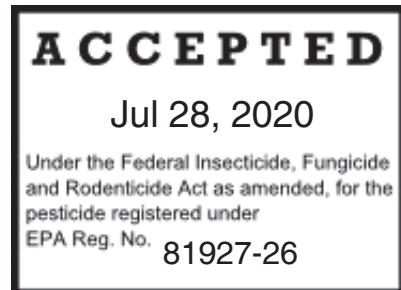 ACCEPTED
Jul 28, 2020
Under the Federal Insecticide, Fungicide
and Rodenticide Act as amended, for the
pesticide registered under
EPA Reg. No. 81927-26